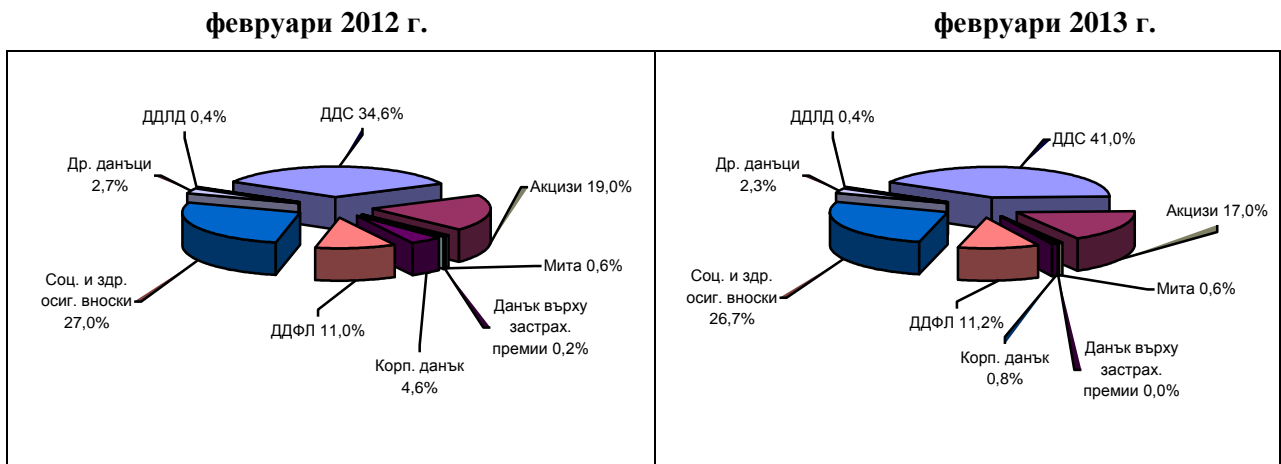 февруари 2012 г.
ДДЛД 0,4%
ДДС 34,6%
Др. данъци
2,7%
Акцизи 19,0%
Соц. и здр.
осиг. вноски
27,0%
ДДФЛ 11,0%
Корп. данък
4,6%
Мита 0,6%
Данък върху
застрах.
премии 0,2%
февруари 2013 г.
ДДЛД 0,4%
ДДС 41,0%
Др. данъци
2,3%
Акцизи 17,0%
Соц. и здр.
осиг. вноски
26,7%
ДДФЛ 11,2%
Корп. данък
0,8%
Мита 0,6%
Данък върху
застрах.
премии 0,0%